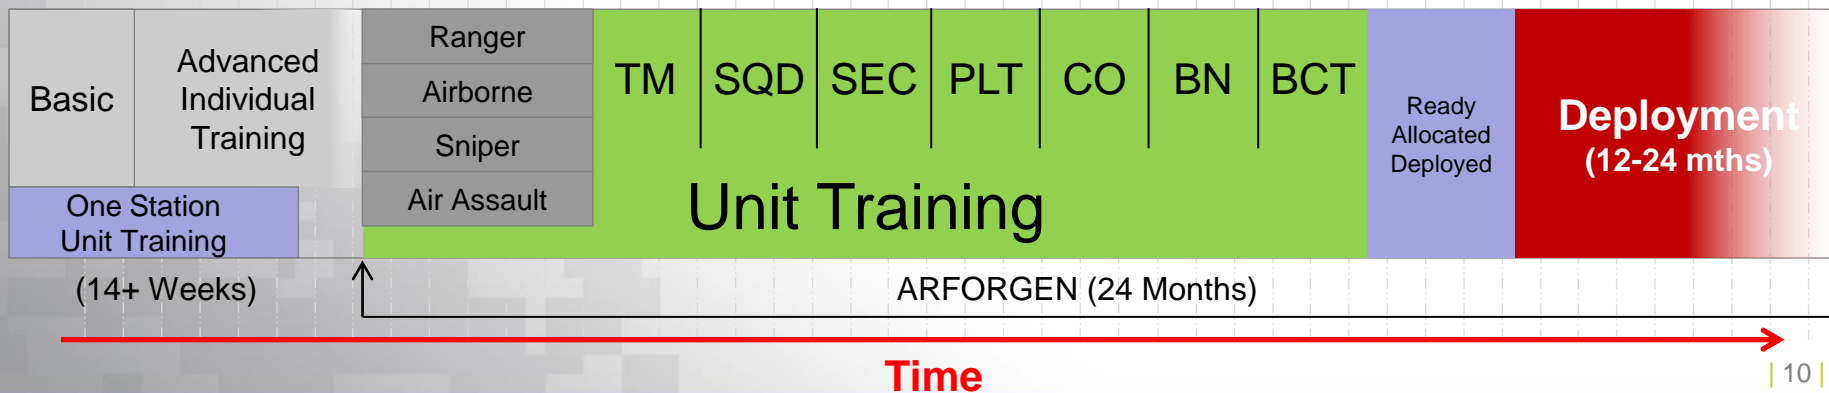 Basic
Advanced
Individual
Training
One Station
Unit Training
(14+ Weeks)
Ranger
Airborne
Sniper
Air Assault
TM SQD SEC PLT CO BN BCT
Unit Training
Ready
Allocated
Deployed
Deployment
(12-24 mths)
ARFORGEN (24 Months)
Time
| 10 |